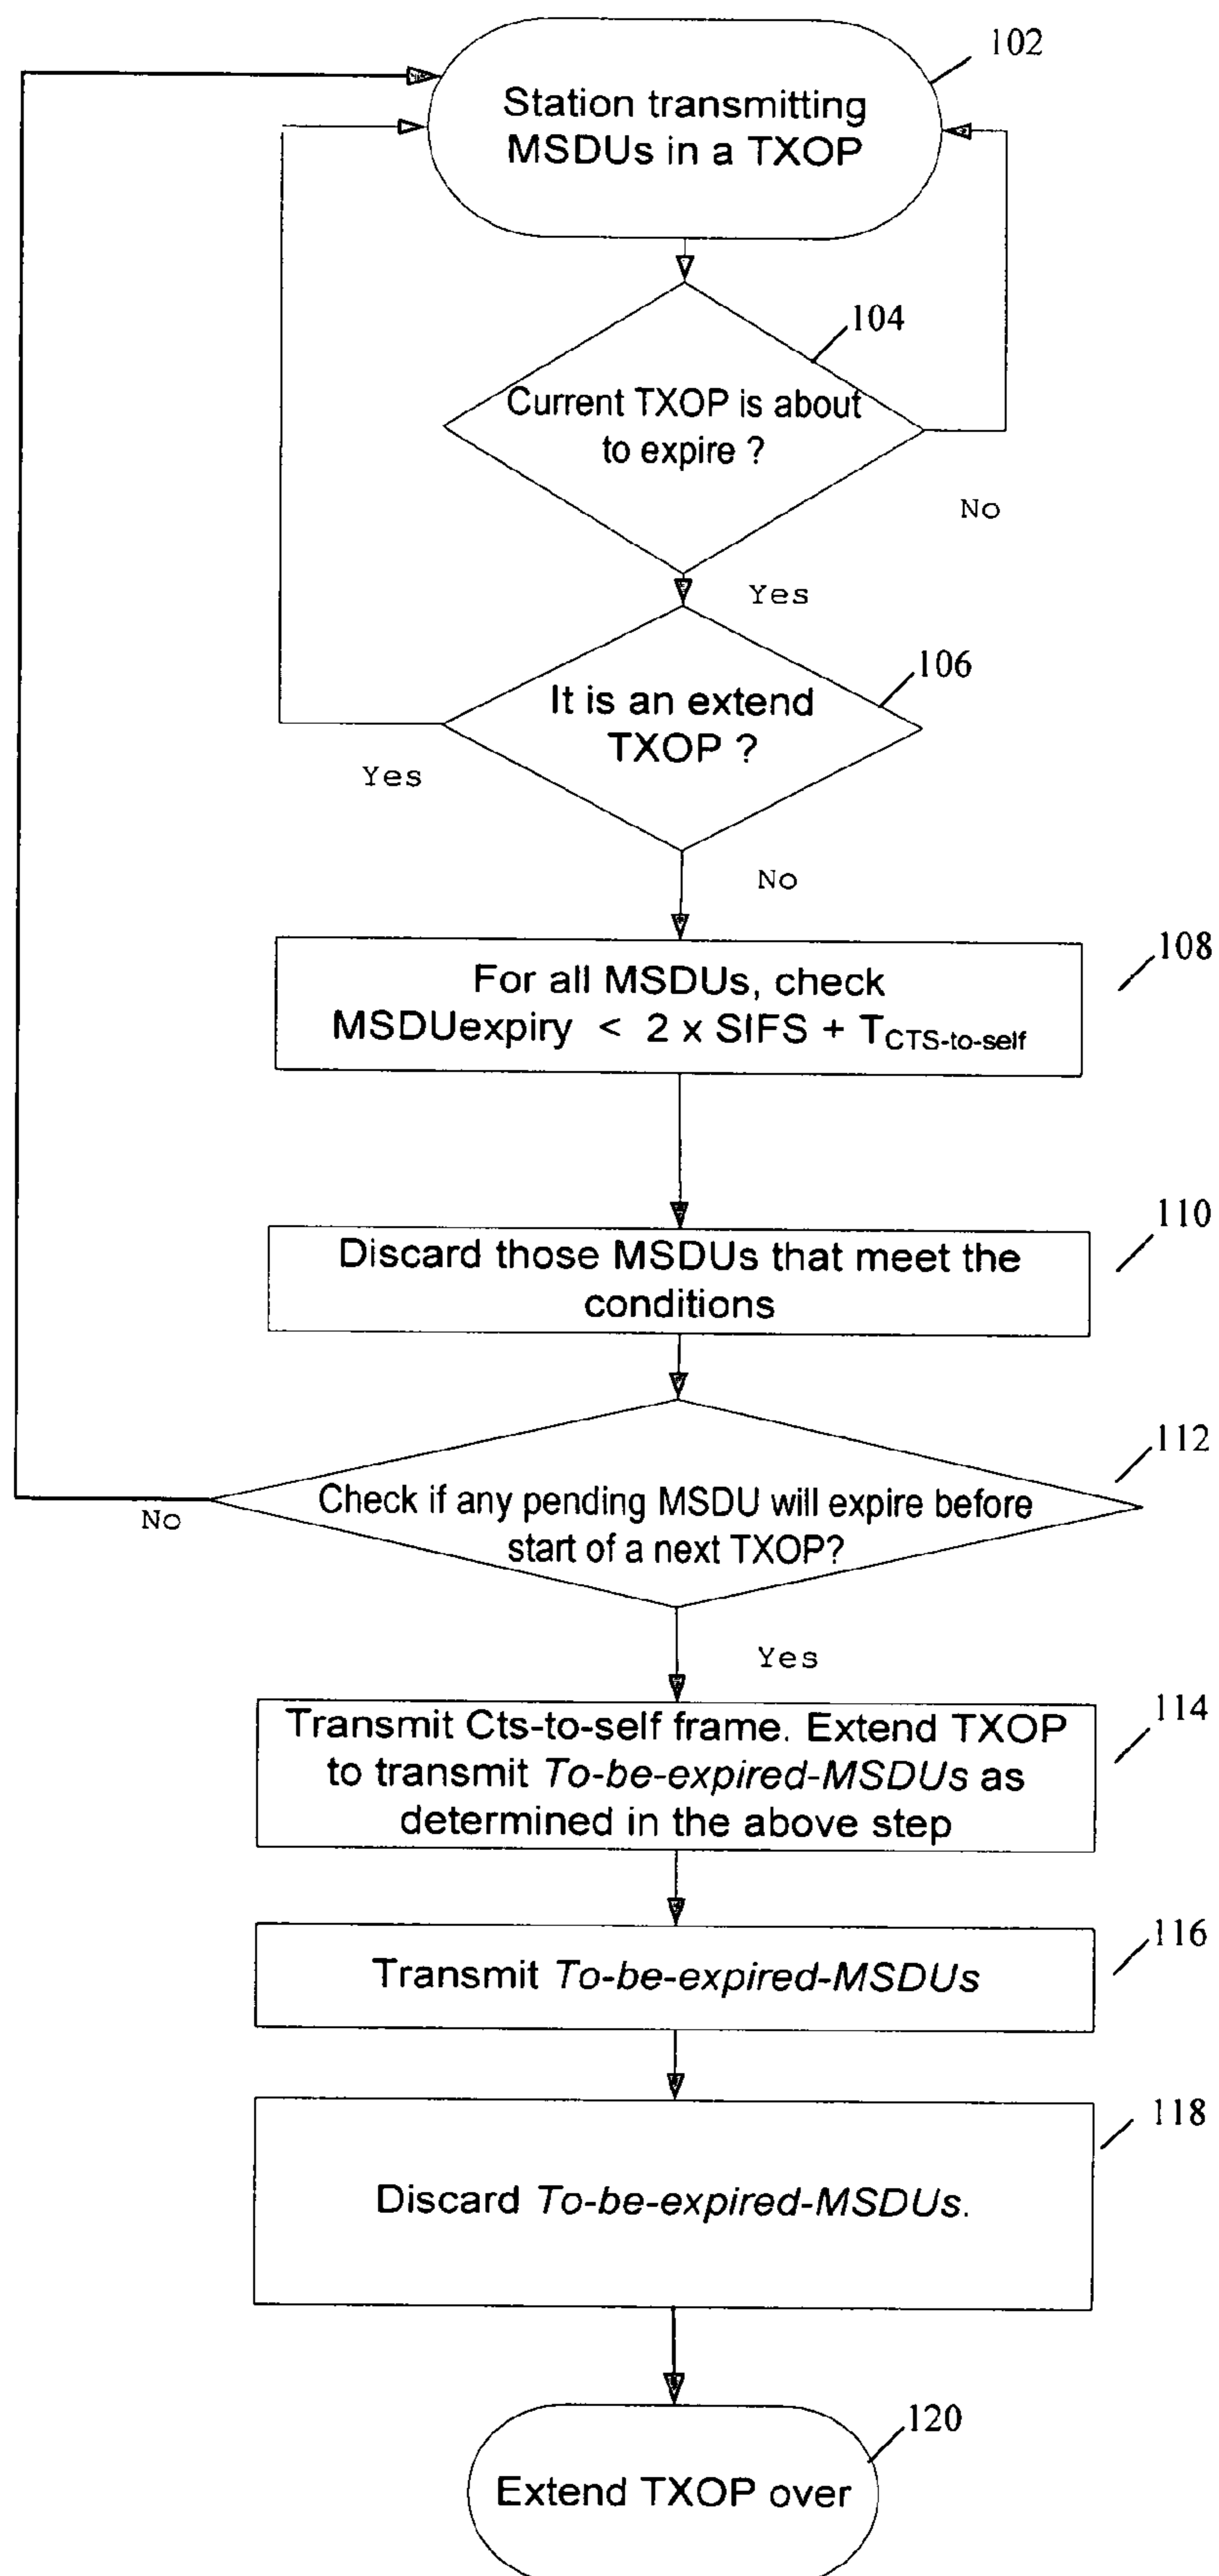 102
Station transmitting
MSDUs in a TXOP
104
Current TXOP is about
to expire ?
No
Yes
106
It is an extend
TXOP ?
Yes
No
108
For all MSDUs, check
MSDUexpiry < 2 x SIFS + TCTS-to-self
110
Discard those MSDUs that meet the
conditions
112
Check if any pending MSDU will expire before
start of a next TXOP?
No
Yes
114
Transmit Cts-to-self frame. Extend TXOP
to transmit To-be-expired-MSDUs as
determined in the above step
116
Transmit To-be-expired-MSDUs
118
Discard To-be-expired-MSDUs.
120
Extend TXOP over